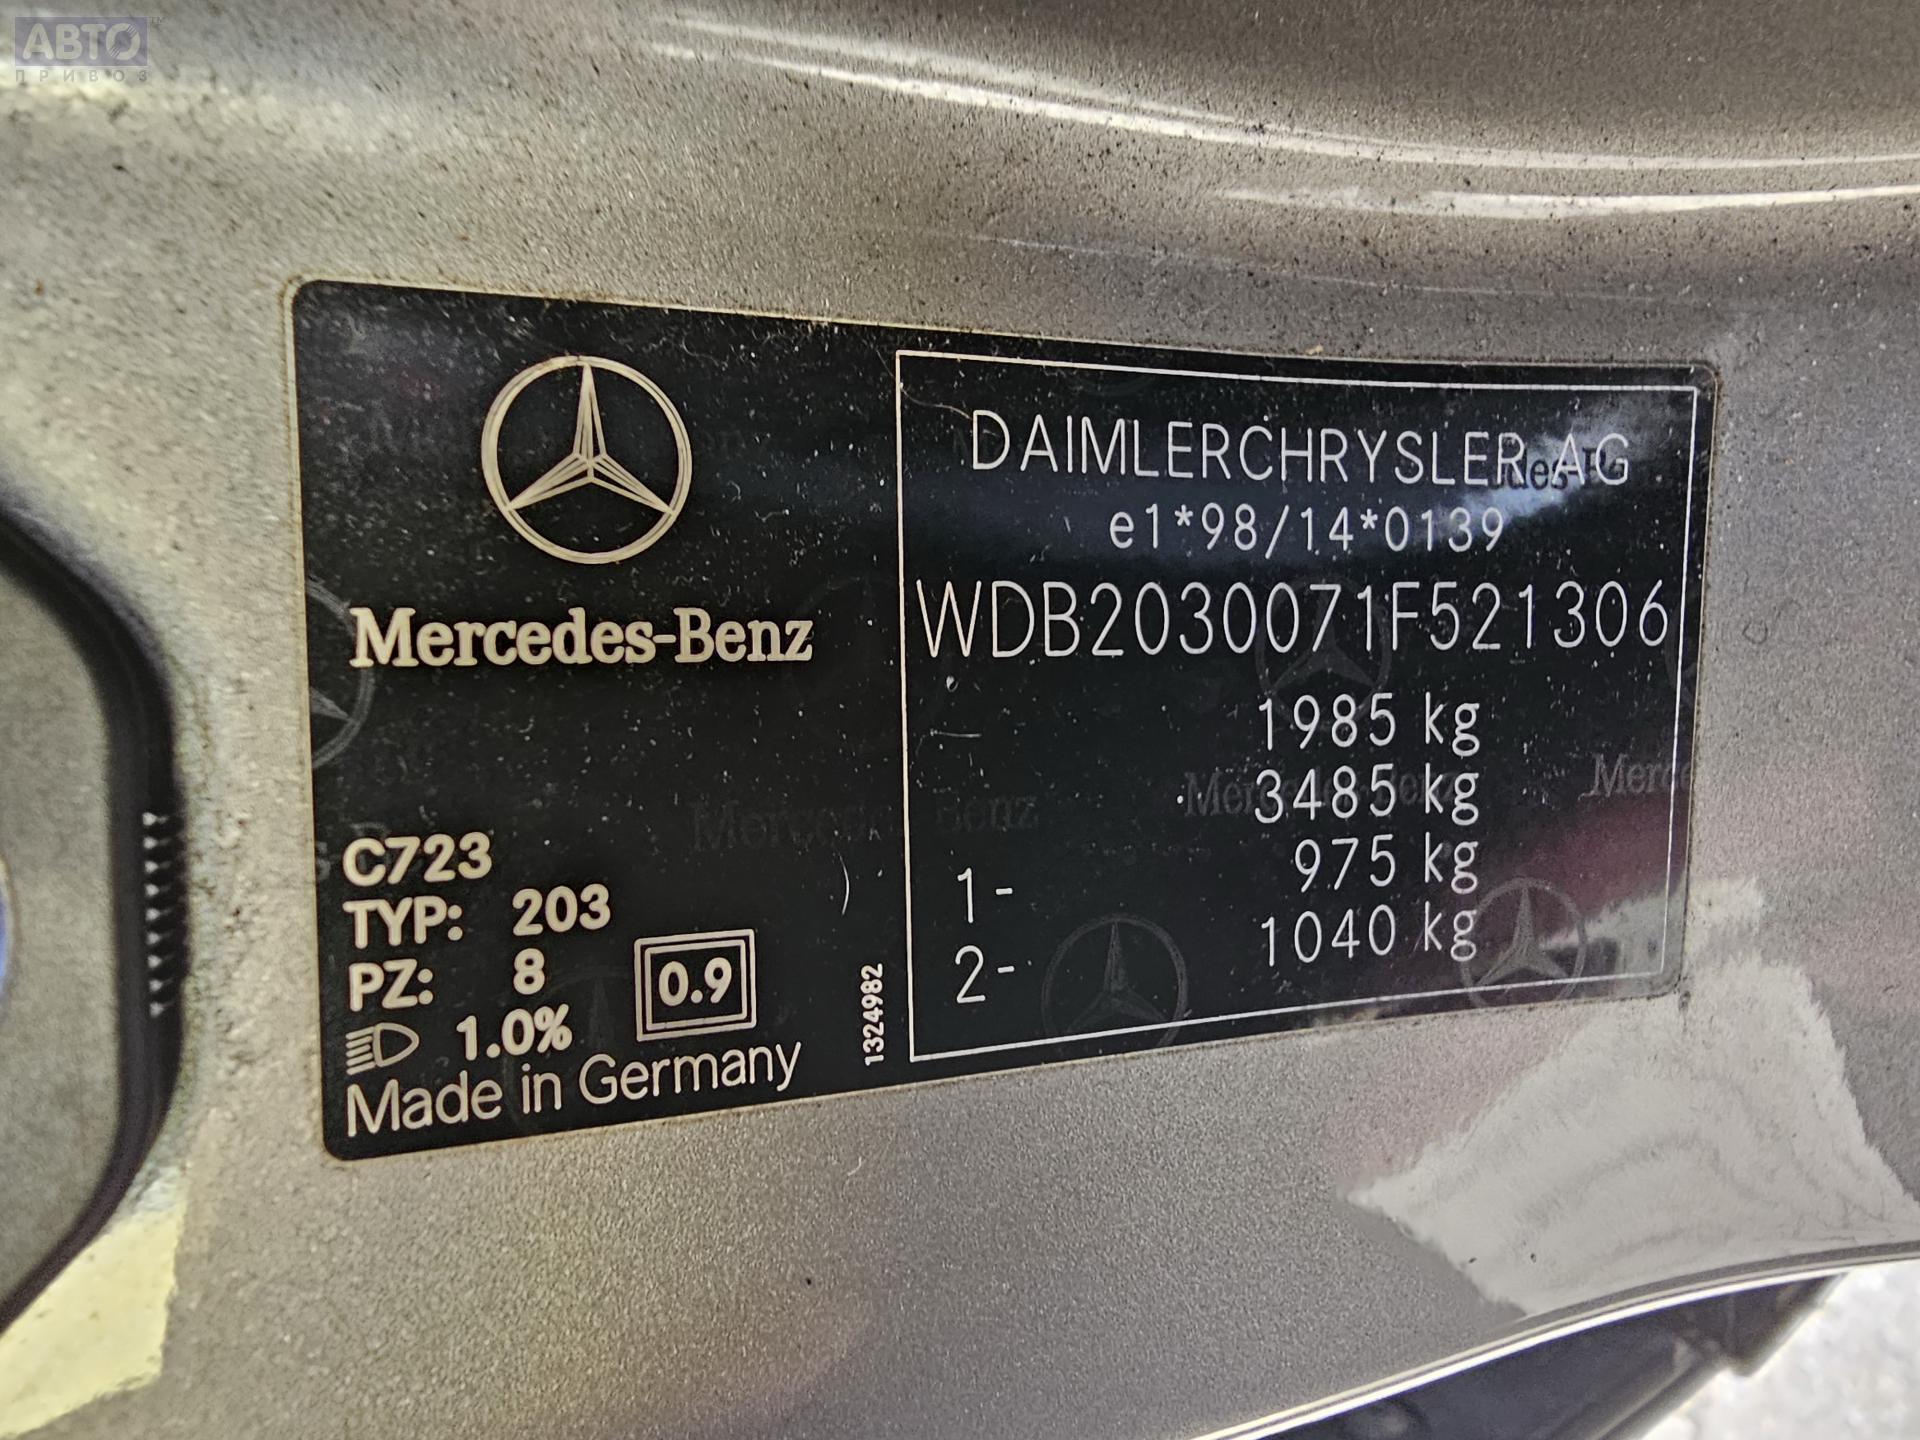 АВТО
ПРИВОЗ
Mercedes-Benz
C723
TYP: 203
PZ: 8
1.0%
0.9
Made in Germany
1324982
DAIMLERCHRYSLER AG
e1*98/14*0139
WDB2030071F521306
1985 kg
3485 kg
1- 975 kg
2- 1040 kg